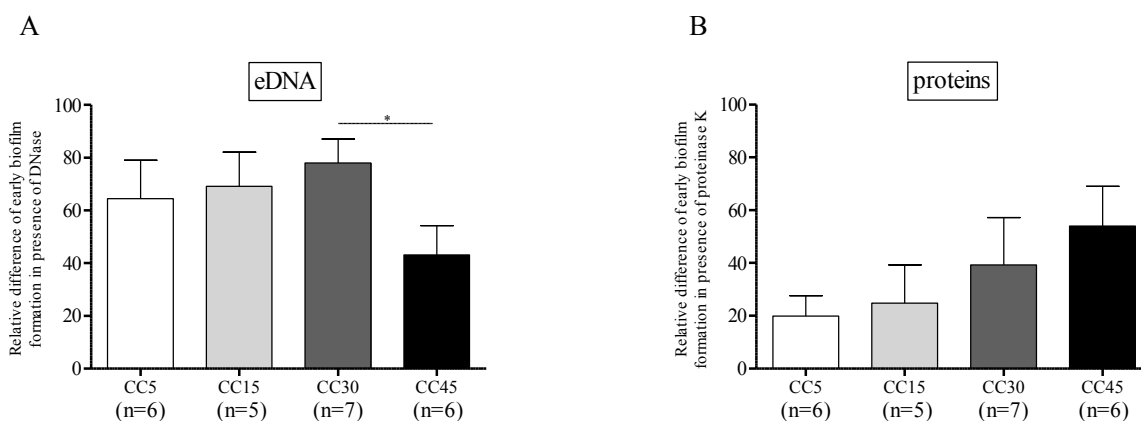 A
eDNA
Relative difference of early biofilm
formation in presence of DNase
100
80
60
40
20
0
*
CC5
(n=6)
CC15
(n=5)
CC30
(n=7)
CC45
(n=6)
B
proteins
Relative difference of early biofilm
formation in presence of proteinase K
100
80
60
40
20
0
CC5
(n=6)
CC15
(n=5)
CC30
(n=7)
CC45
(n=6)